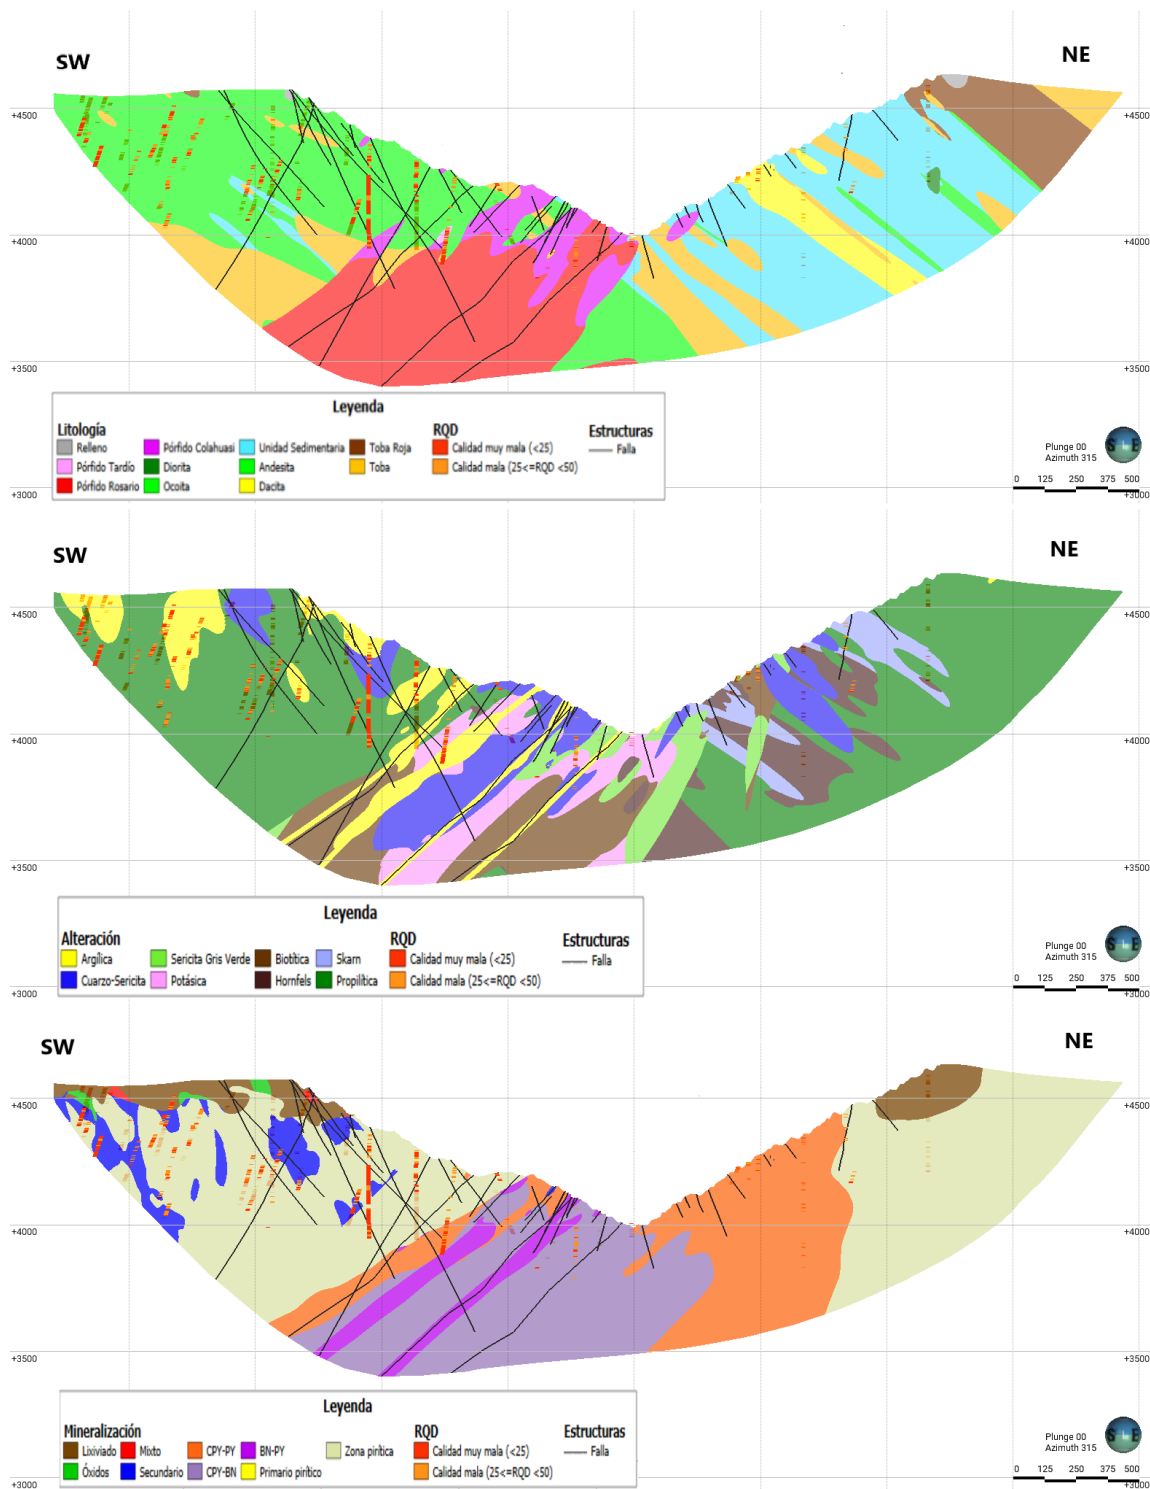 SW
NE
+4500
+4500
+4000
+4000
+3500
+3500
Leyenda
Litología
RQD
Estructuras
Relleno
Pórfido Colahuasi
Unidad Sedimentaria
Toba Roja
Calidad muy mala (<25)
Falla
Pórfido Tardío
Diorita
Andesita
Toba
Calidad mala (25<=RQD <50)
Pórfido Rosario
Ocoita
Dacita
Plunge 00
Azimuth 315
S E
0 125 250 375 500
+3000
+3000
SW
NE
+4500
+4500
+4000
+4000
+3500
+3500
Leyenda
Alteración
RQD
Estructuras
Argílica
Sericita Gris Verde
Biotítica
Skarn
Calidad muy mala (<25)
Falla
Cuarzo-Sericita
Potásica
Hornfels
Propilítica
Calidad mala (25<=RQD <50)
Plunge 00
Azimuth 315
S E
0 125 250 375 500
+3000
+3000
SW
NE
+4500
+4500
+4000
+4000
+3500
+3500
Leyenda
Mineralización
RQD
Estructuras
Lixiviado
Mixto
CPY-PY
BN-PY
Zona pirítica
Calidad muy mala (<25)
Falla
Óxidos
Secundario
CPY-BN
Primario pirítico
Calidad mala (25<=RQD <50)
Plunge 00
Azimuth 315
S E
0 125 250 375 500
+3000
+3000